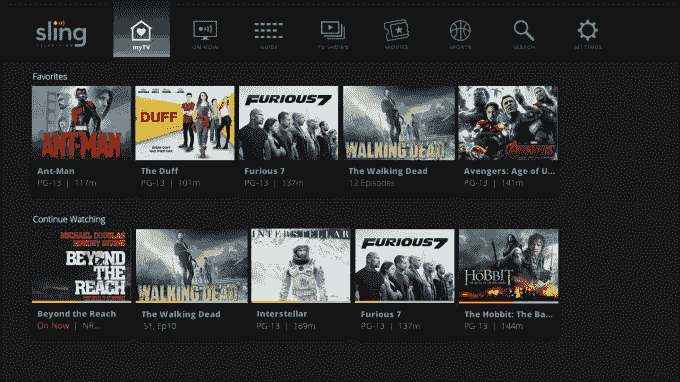 sling
TELEVISION
myTV
ON NOW
GUIDE
TV SHOWS
MOVIES
SPORTS
SEARCH
SETTINGS
Favorites
ANT-MAN
THE
DUFF
FURIOUS 7
THE
WALKING DEAD
AVENGERS
Ant-Man
PG-13 | 117m
The Duff
PG-13 | 101m
Furious 7
PG-13 | 137m
The Walking Dead
12 Episodes
Avengers: Age of U...
PG-13 | 141m
Continue Watching
MICHAEL DOUGLAS
JEREMY IRVINE
BEYOND
THE
REACH
WALKING DEAD
INTERSTELLAR
FURIOUS 7
THE
HOBBIT
Beyond the Reach
On Now | NR...
The Walking Dead
S1, Ep10
Interstellar
PG-13 | 169m
Furious 7
PG-13 | 137m
The Hobbit: The Ba...
PG-13 | 144m